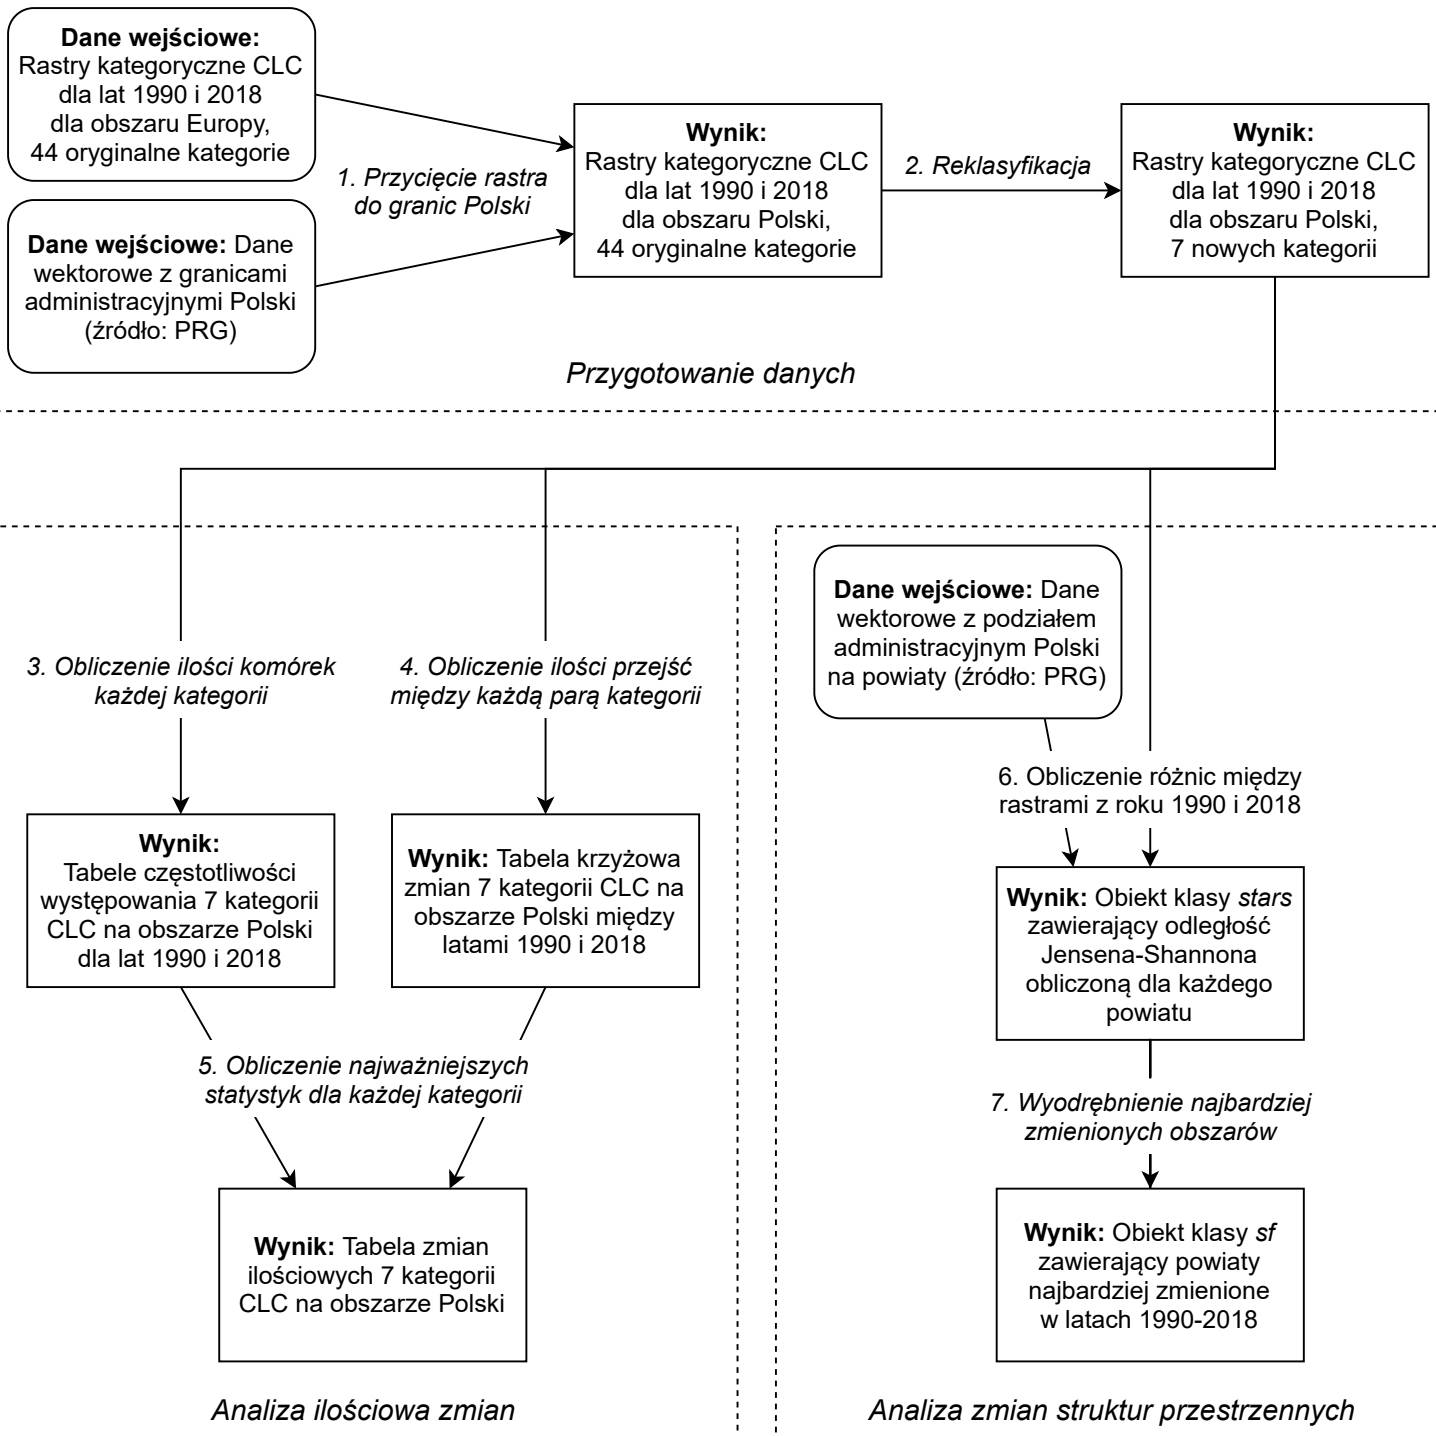 Dane wejściowe:
Rastry kategoryczne CLC
dla lat 1990 i 2018
dla obszaru Europy,
44 oryginalne kategorie
Dane wejściowe: Dane
wektorowe z granicami
administracyjnymi Polski
(źródło: PRG)
1. Przycięcie rastra
do granic Polski
Wynik:
Rastry kategoryczne CLC
dla lat 1990 i 2018
dla obszaru Polski,
44 oryginalne kategorie
2. Reklasyfikacja
Wynik:
Rastry kategoryczne CLC
dla lat 1990 i 2018
dla obszaru Polski,
7 nowych kategorii
Przygotowanie danych
3. Obliczenie ilości komórek
każdej kategorii
4. Obliczenie ilości przejść
między każdą parą kategorii
Wynik:
Tabele częstotliwości
występowania 7 kategorii
CLC na obszarze Polski
dla lat 1990 i 2018
Wynik: Tabela krzyżowa
zmian 7 kategorii CLC na
obszarze Polski między
latami 1990 i 2018
5. Obliczenie najważniejszych
statystyk dla każdej kategorii
Wynik: Tabela zmian
ilościowych 7 kategorii
CLC na obszarze Polski
Analiza ilościowa zmian
Dane wejściowe: Dane
wektorowe z podziałem
administracyjnym Polski
na powiaty (źródło: PRG)
6. Obliczenie różnic między
rastrami z roku 1990 i 2018
Wynik: Obiekt klasy stars
zawierający odległość
Jensena-Shannona
obliczoną dla każdego
powiatu
7. Wyodrębnienie najbardziej
zmienionych obszarów
Wynik: Obiekt klasy sf
zawierający powiaty
najbardziej zmienione
w latach 1990-2018
Analiza zmian struktur przestrzennych